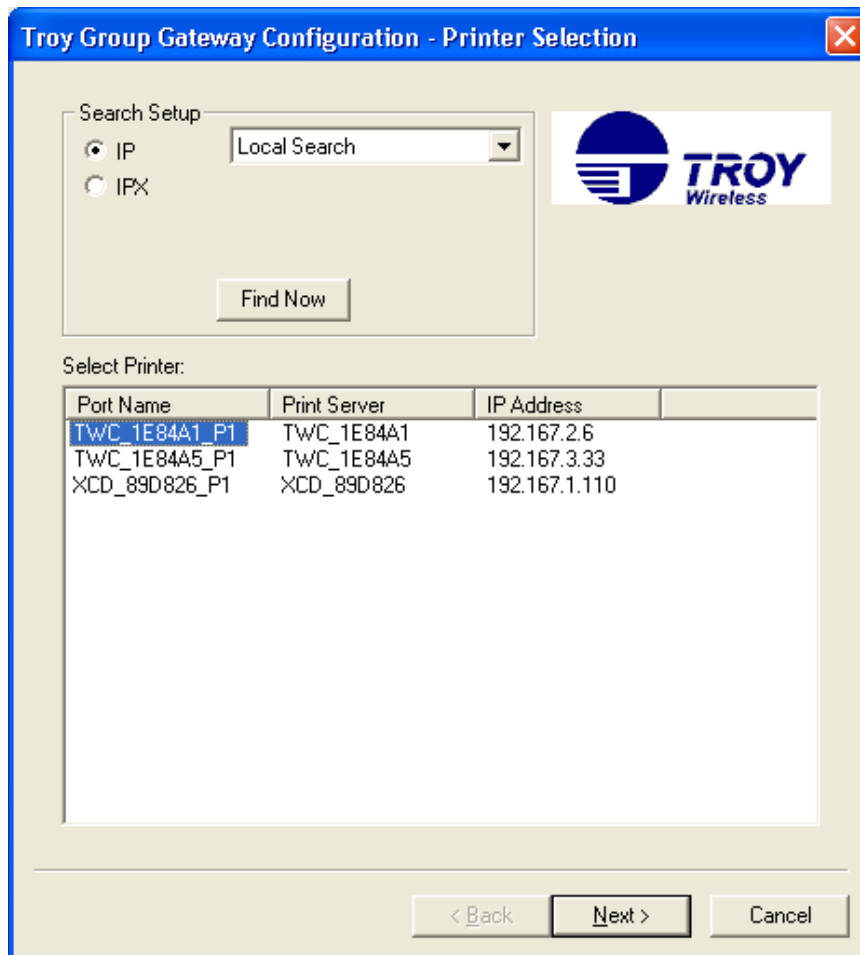 Troy Group Gateway Configuration - Printer Selection
Search Setup
IP
Local Search
IPX
TROY
Wireless
Find Now
Select Printer:
Port Name Print Server IP Address
TWC_1E84A1_P1 TWC_1E84A1 192.167.2.6
TWC_1E84A5_P1 TWC_1E84A5 192.167.3.33
XCD_89D826_P1 XCD_89D826 192.167.1.110
< Back Next > Cancel